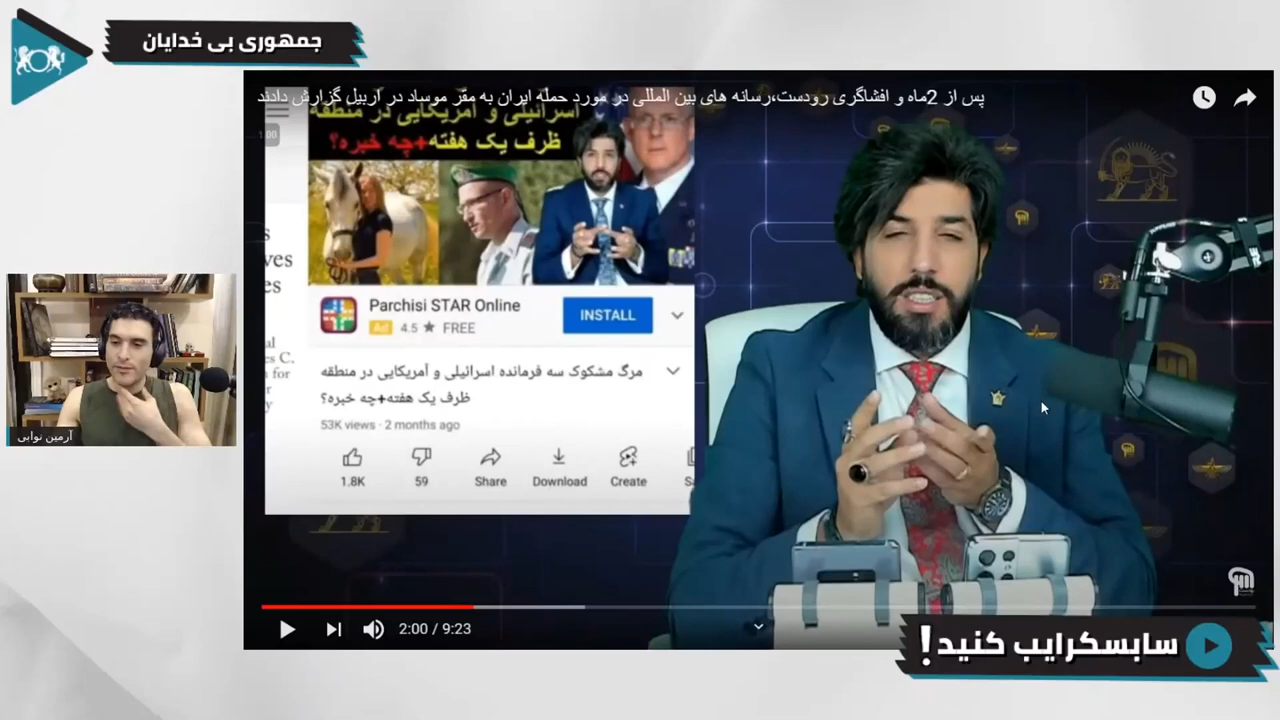 جمهوری بی خدایان
پس از 2ماه و افشاگری رودست،رسانه های بین المللی در مورد حمله ایران به مقر موساد در اربیل گزارش دادند
1.00
اسرائیلی و آمریکایی در منطقه
ظرف یک هفته+چه خبره؟
Parchisi STAR Online
INSTALL
Ad 4.5 ★ FREE
مرگ مشکوک سه فرمانده اسرائیلی و آمریکایی در منطقه
ظرف یک هفته+چه خبره؟
53K views · 2 months ago
1.8K
59
Share
Download
Create
آرمین نوابی
2:00 / 9:23
سابسکرایب کنید!